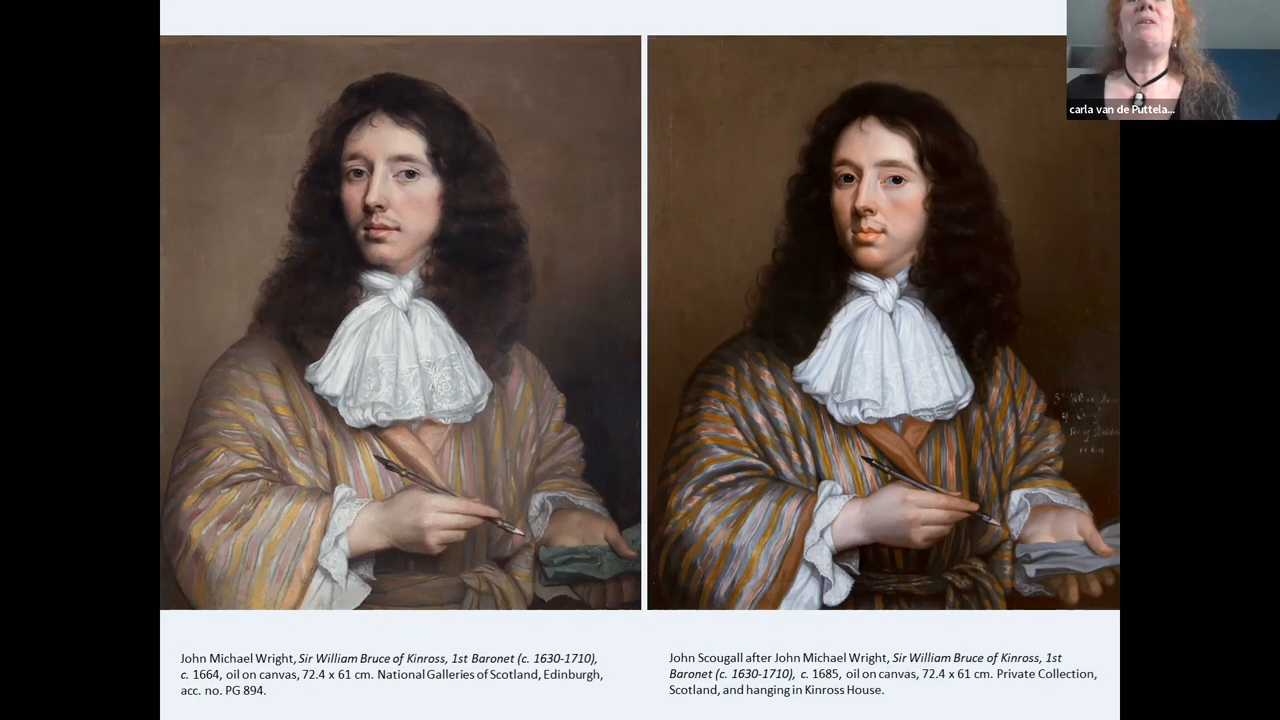 carla van de Puttela...
John Michael Wright, Sir William Bruce of Kinross, 1st Baronet (c. 1630-1710),
c. 1664, oil on canvas, 72.4 x 61 cm. National Galleries of Scotland, Edinburgh,
acc. no. PG 894.
John Scougall after John Michael Wright, Sir William Bruce of Kinross, 1st
Baronet (c. 1630-1710), c. 1685, oil on canvas, 72.4 x 61 cm. Private Collection,
Scotland, and hanging in Kinross House.